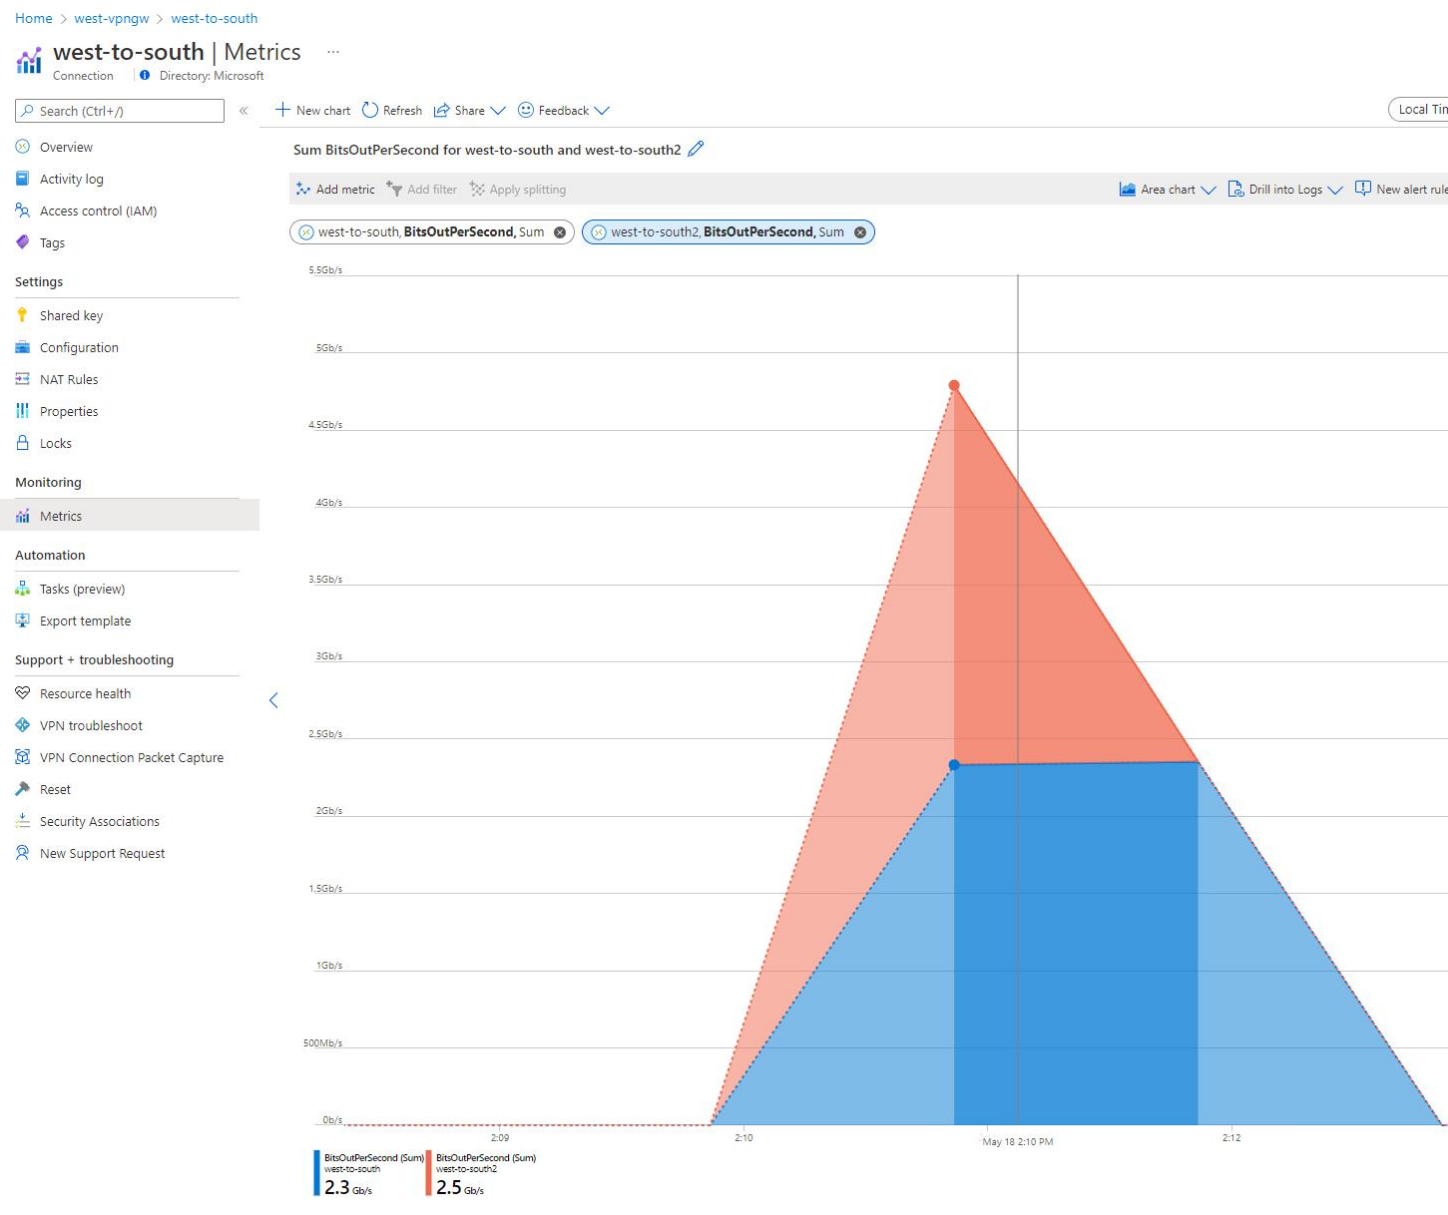 Home > west-vpngw > west-to-south
west-to-south | Metrics ...
Connection Directory: Microsoft
Search (Ctrl+/) «
New chart Refresh Share Feedback Local Tim
Overview
Activity log
Access control (IAM)
Tags
Settings
Shared key
Configuration
NAT Rules
Properties
Locks
Monitoring
Metrics
Automation
Tasks (preview)
Export template
Support + troubleshooting
Resource health
VPN troubleshoot
VPN Connection Packet Capture
Reset
Security Associations
New Support Request
Sum BitsOutPerSecond for west-to-south and west-to-south2
Add metric Add filter Apply splitting Area chart Drill into Logs New alert rule
west-to-south, BitsOutPerSecond, Sum west-to-south2, BitsOutPerSecond, Sum
5.5Gb/s
5Gb/s
4.5Gb/s
4Gb/s
3.5Gb/s
3Gb/s
2.5Gb/s
2Gb/s
1.5Gb/s
1Gb/s
500Mb/s
0b/s
2:09 2:10 May 18 2:10 PM 2:12
BitsOutPerSecond (Sum)
west-to-south
2.3 Gb/s
BitsOutPerSecond (Sum)
west-to-south2
2.5 Gb/s